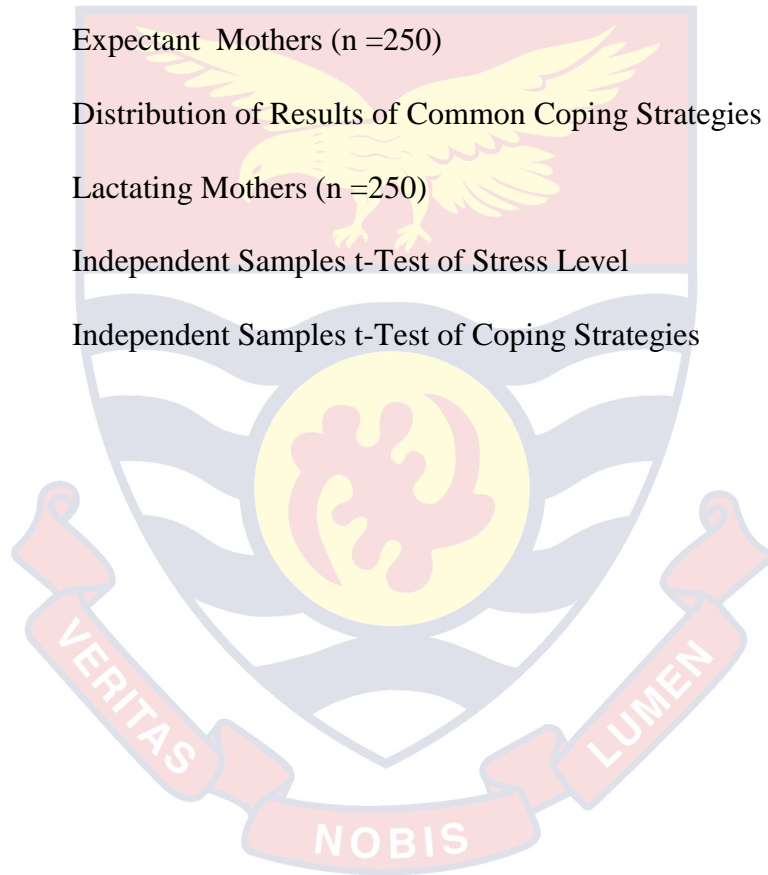 Expectant  Mothers (n =250)
Distribution of Results of Common Coping Strategies
Lactating Mothers (n =250)
Independent Samples t-Test of Stress Level
Independent Samples t-Test of Coping Strategies
VERITAS
NOBIS
LUMEN